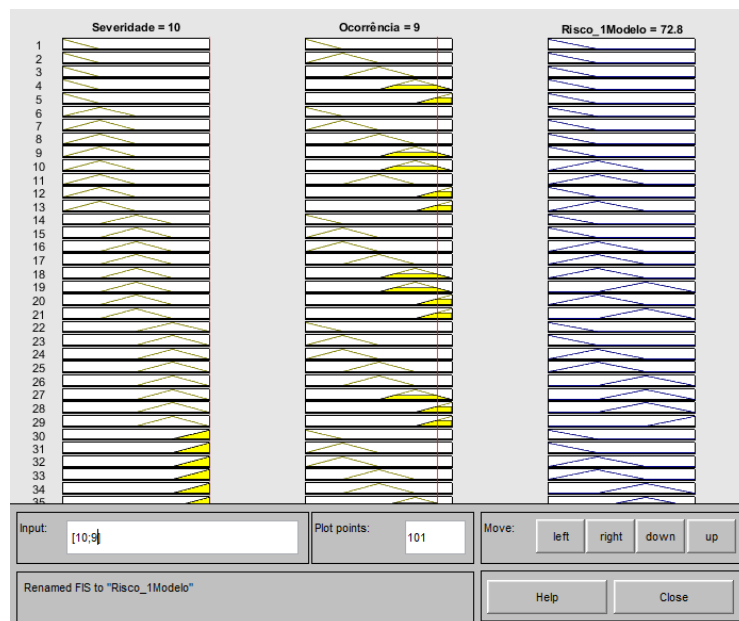 Severidade = 10
Ocorrência = 9
Risco_1Modelo = 72.8
1
2
3
4
5
6
7
8
9
10
11
12
13
14
15
16
17
18
19
20
21
22
23
24
25
26
27
28
29
30
31
32
33
34
35
Input:
[10;9]
Plot points:
101
Move:
left
right
down
up
Renamed FIS to "Risco_1Modelo"
Help
Close